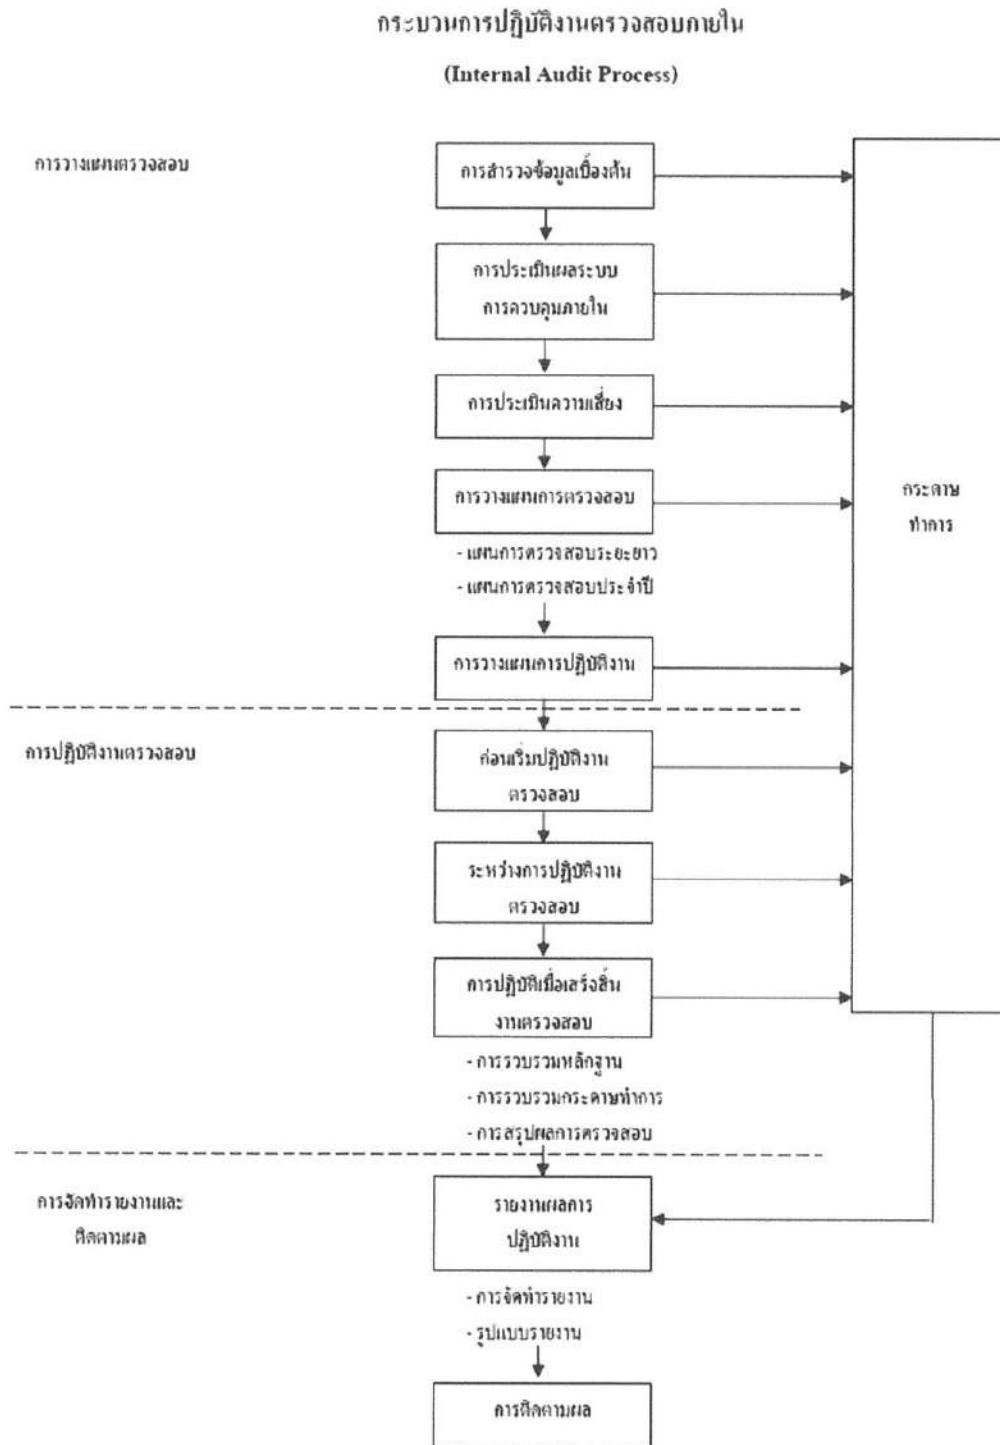 กระบวนการปฏิบัติงานตรวจสอบภายใน
(Internal Audit Process)
การวางแผนตรวจสอบ
การสำรวจข้อมูลเบื้องต้น
การประเมินผลระบบ
การควบคุมภายใน
การประเมินความเสี่ยง
การวางแผนการตรวจสอบ
- แผนการตรวจสอบระยะยาว
- แผนการตรวจสอบประจำปี
การวางแผนการปฏิบัติงาน
กระดาษ
ทำการ
การปฏิบัติงานตรวจสอบ
ก่อนเริ่มปฏิบัติงาน
ตรวจสอบ
ระหว่างการปฏิบัติงาน
ตรวจสอบ
การปฏิบัติเมื่อเสร็จสิ้น
งานตรวจสอบ
- การรวบรวมหลักฐาน
- การรวบรวมกระดาษทำการ
- การสรุปผลการตรวจสอบ
การจัดทำรายงานและ
ติดตามผล
รายงานผลการ
ปฏิบัติงาน
- การจัดทำรายงาน
- รูปแบบรายงาน
การติดตามผล